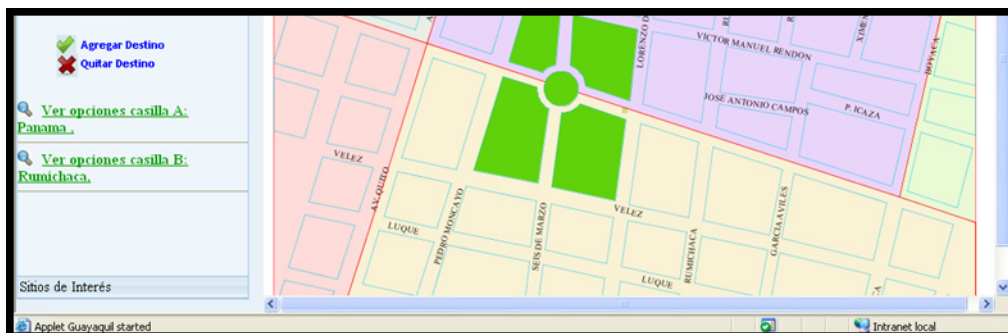 Agregar Destino
Quitar Destino
Ver opciones casilla A:
Panama .
Ver opciones casilla B:
Rumichaca.
Sitios de Interés
LORENZO D
VICTOR MANUEL RENDON
XIMEN
BOYACA
JOSE ANTONIO CAMPOS
P. ICAZA
VELEZ
AV. QUITO
LUQUE
PEDRO MONCAYO
SEIS DE MARZO
VELEZ
RUMICHACA
GARCIA AVILES
LUQUE
Applet Guayaquil started
Intranet local